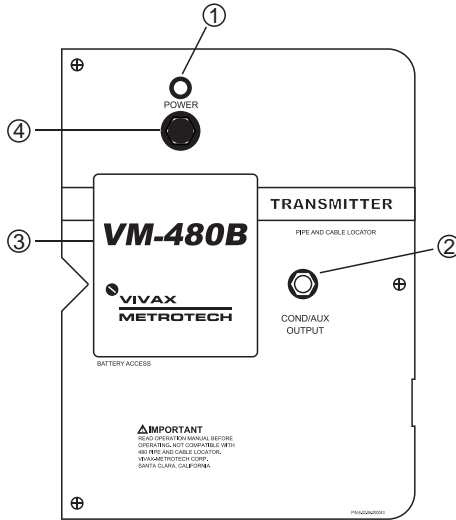 1
POWER
4
TRANSMITTER
VM-480B
3
PIPE AND CABLE LOCATOR
2
VIVAX
METROTECH
COND/AUX
OUTPUT
BATTERY ACCESS
⚠IMPORTANT
READ OPERATION MANUAL BEFORE
OPERATING. NOT COMPATIBLE WITH
480 PIPE AND CABLE LOCATOR.
VIVAX-METROTECH CORP.
SANTA CLARA, CALIFORNIA